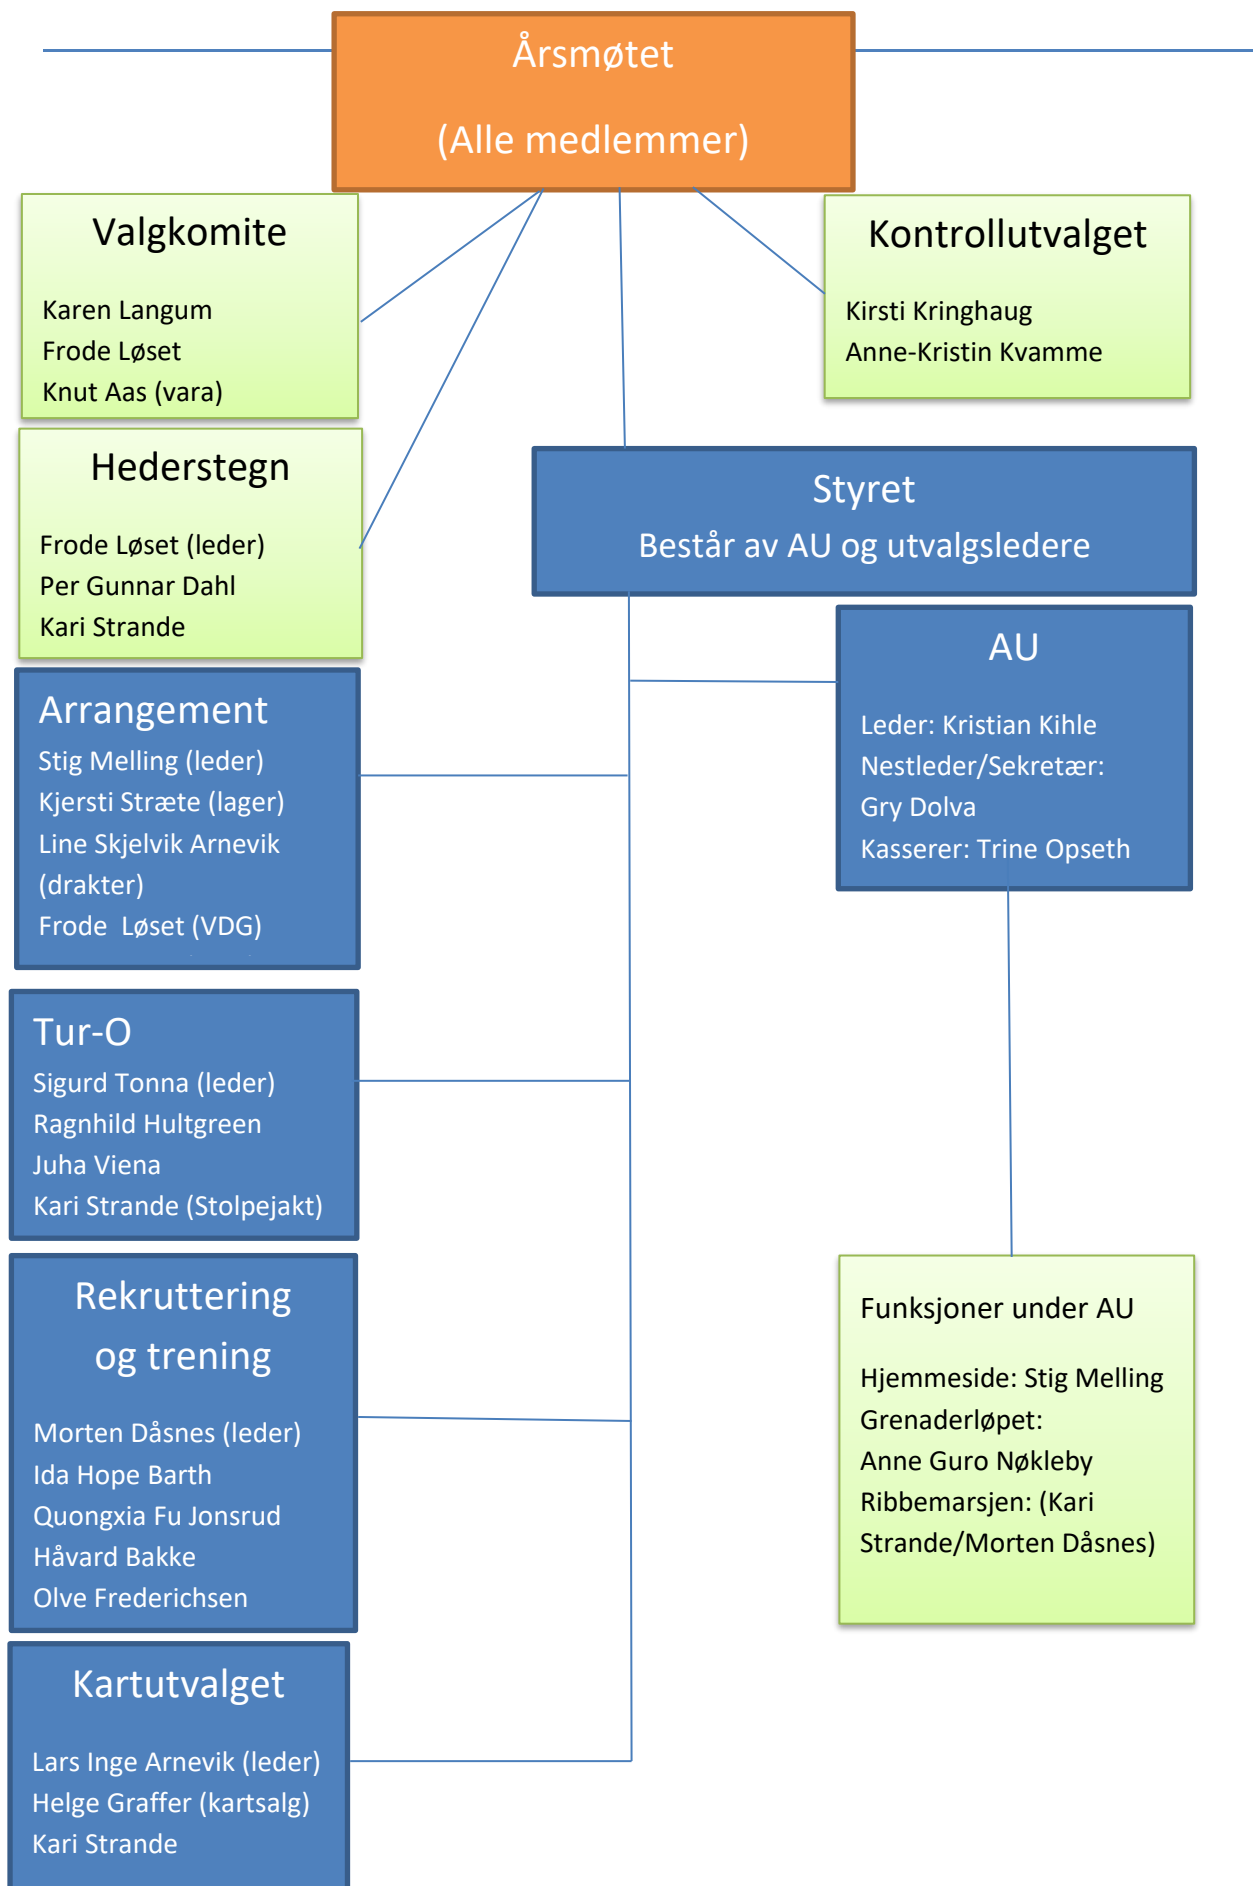 Årsmøtet
(Alle medlemmer)
Valgkomite
Karen Langum
Frode Løset
Knut Aas (vara)
Kontrollutvalget
Kirsti Kringhaug
Anne-Kristin Kvamme
Hederstegn
Frode Løset (leder)
Per Gunnar Dahl
Kari Strande
Styret
Består av AU og utvalgsledere
AU
Leder: Kristian Kihle
Nestleder/Sekretær:
Gry Dolva
Kasserer: Trine Opseth
Arrangement
Stig Melling (leder)
Kjersti Stræte (lager)
Line Skjelvik Arnevik
(drakter)
Frode  Løset (VDG)
Tur-O
Sigurd Tonna (leder)
Ragnhild Hultgreen
Juha Viena
Kari Strande (Stolpejakt)
Rekruttering
og trening
Morten Dåsnes (leder)
Ida Hope Barth
Quongxia Fu Jonsrud
Håvard Bakke
Olve Frederichsen
Funksjoner under AU
Hjemmeside: Stig Melling
Grenaderløpet:
Anne Guro Nøkleby
Ribbemarsjen: (Kari
Strande/Morten Dåsnes)
Kartutvalget
Lars Inge Arnevik (leder)
Helge Graffer (kartsalg)
Kari Strande